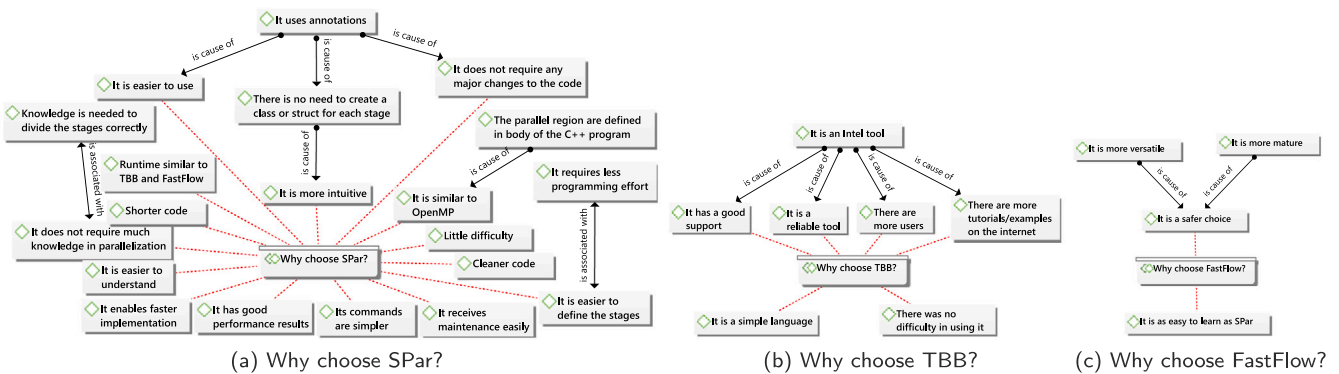 It uses annotations
is cause of
is cause of
is cause of
It is easier to use
There is no need to create a
class or struct for each stage
It does not require any
major changes to the code
Knowledge is needed to
divide the stages correctly
The parallel region are defined
in body of the C++ program
is associated with
is cause of
is cause of
Runtime similar to
TBB and FastFlow
It is more intuitive
It requires less
programming effort
It is similar to
OpenMP
Shorter code
It does not require much
knowledge in parallelization
Little difficulty
is associated with
Why choose SPar?
Cleaner code
It is easier to
understand
It enables faster
implementation
It has good
performance results
Its commands
are simpler
It receives
maintenance easily
It is easier to
define the stages
(a) Why choose SPar?
It is an Intel tool
is cause of
is cause of
is cause of
is cause of
It has a good
support
It is a
reliable tool
There are
more users
There are more
tutorials/examples
on the internet
Why choose TBB?
It is a simple language
There was no
difficulty in using it
(b) Why choose TBB?
It is more versatile
It is more mature
is cause of
is cause of
It is a safer choice
Why choose FastFlow?
It is as easy to learn as SPar
(c) Why choose FastFlow?